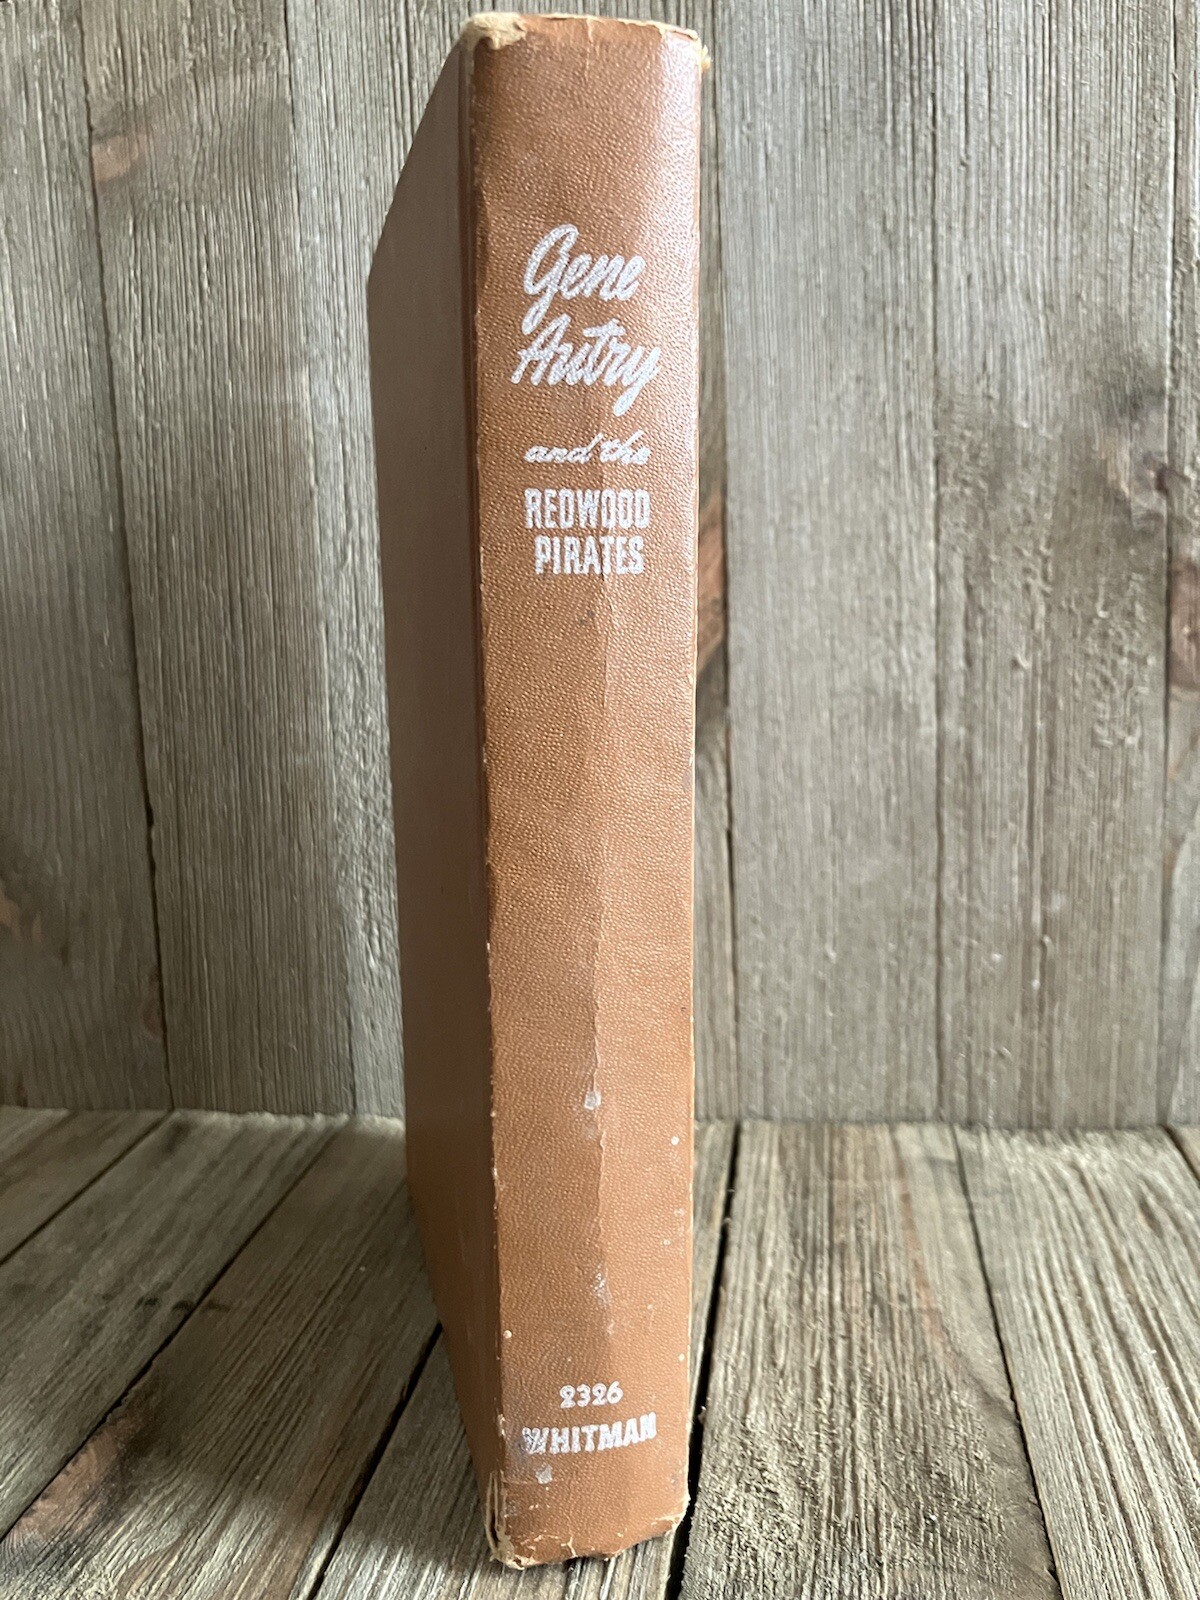 Gene
Autry
and the
REDWOOD
PIRATES
2326
WHITMAN